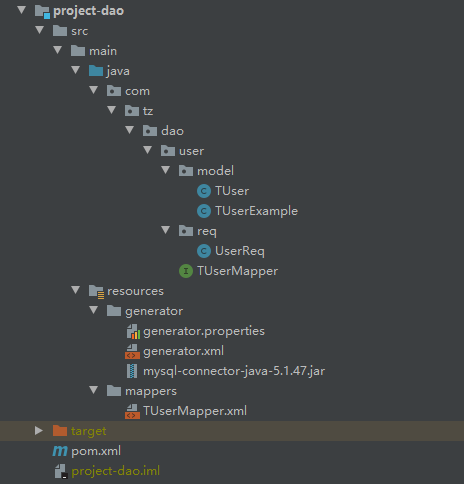 project-dao
src
main
java
com
tz
dao
user
model
TUser
TUserExample
req
UserReq
TUserMapper
resources
generator
generator.properties
generator.xml
mysql-connector-java-5.1.47.jar
mappers
TUserMapper.xml
target
pom.xml
project-dao.iml